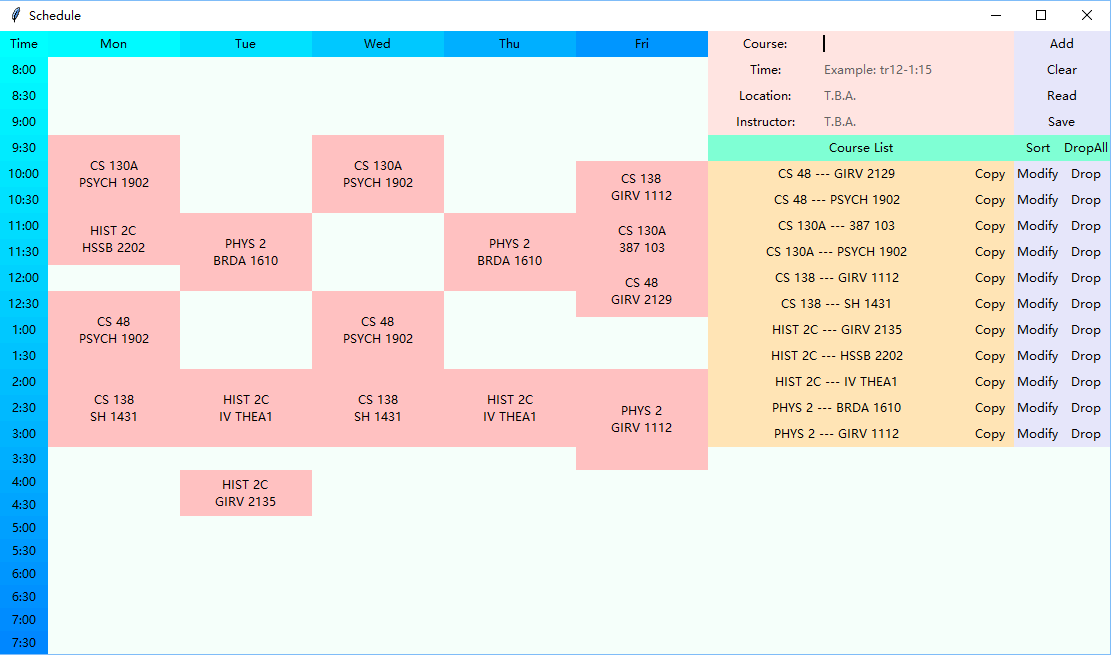 Schedule
Time Mon Tue Wed Thu Fri Course: Add
8:00 Time: Example: tr12-1:15 Clear
8:30 Location: T.B.A. Read
9:00 Instructor: T.B.A. Save
9:30 Course List Sort DropAll
CS 130A CS 130A
PSYCH 1902 PSYCH 1902
10:00 CS 138 CS 48 --- GIRV 2129 Copy Modify Drop
GIRV 1112
10:30 CS 48 --- PSYCH 1902 Copy Modify Drop
11:00 HIST 2C CS 130A CS 130A --- 387 103 Copy Modify Drop
HSSB 2202 PHYS 2 PHYS 2 387 103
11:30 BRDA 1610 BRDA 1610 CS 130A --- PSYCH 1902 Copy Modify Drop
12:00 CS 48 CS 138 --- GIRV 1112 Copy Modify Drop
GIRV 2129
12:30 CS 138 --- SH 1431 Copy Modify Drop
1:00 CS 48 CS 48 HIST 2C --- GIRV 2135 Copy Modify Drop
PSYCH 1902 PSYCH 1902
1:30 HIST 2C --- HSSB 2202 Copy Modify Drop
2:00 HIST 2C --- IV THEA1 Copy Modify Drop
CS 138 HIST 2C CS 138 HIST 2C
2:30 SH 1431 IV THEA1 SH 1431 IV THEA1 PHYS 2 PHYS 2 --- BRDA 1610 Copy Modify Drop
GIRV 1112
3:00 PHYS 2 --- GIRV 1112 Copy Modify Drop
3:30
4:00 HIST 2C
4:30 GIRV 2135
5:00
5:30
6:00
6:30
7:00
7:30